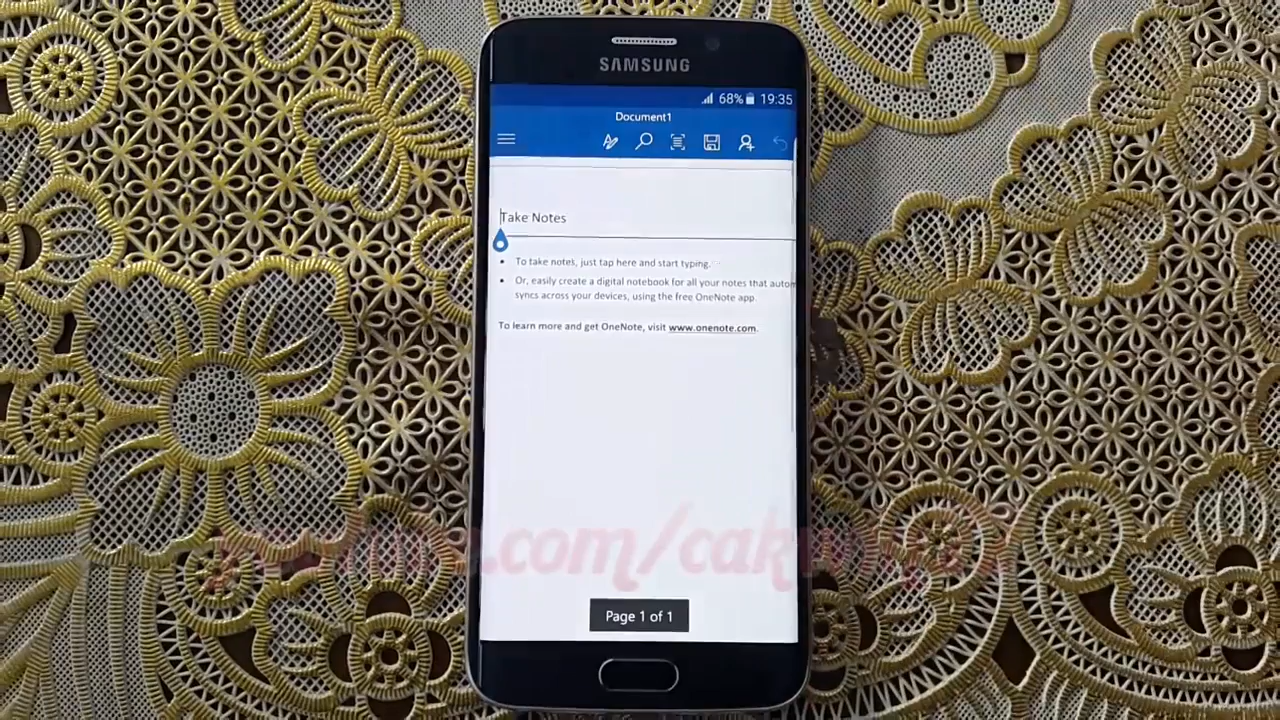 SAMSUNG
68% 19:35
Document1
Take Notes
To take notes, just tap here and start typing.
Or, easily create a digital notebook for all your notes that autom
syncs across your devices, using the free OneNote app.
To learn more and get OneNote, visit www.onenote.com.
Page 1 of 1